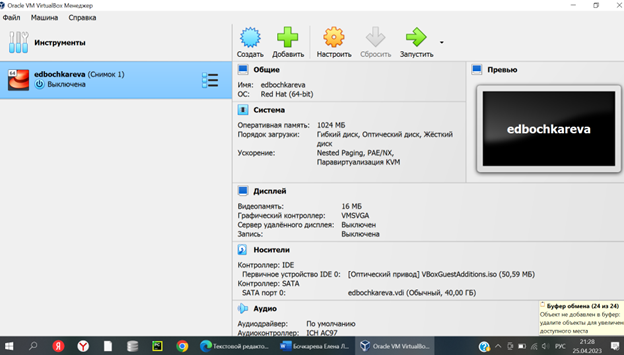 Oracle VM VirtualBox Менеджер
Файл Машина Справка
Инструменты
Создать Добавить Настроить Сбросить Запустить
64
edbochkareva (Снимок 1)
Выключена
Общие
Имя: edbochkareva
ОС: Red Hat (64-bit)
Система
Оперативная память: 1024 МБ
Порядок загрузки: Гибкий диск, Оптический диск, Жёсткий
диск
Ускорение: Nested Paging, PAE/NX,
Паравиртуализация KVM
Превью
edbochkareva
Дисплей
Видеопамять: 16 МБ
Графический контроллер: VMSVGA
Сервер удалённого дисплея: Выключен
Запись: Выключена
Носители
Контроллер: IDE
Первичное устройство IDE 0: [Оптический привод] VBoxGuestAdditions.iso (50,59 МБ)
Контроллер: SATA
SATA порт 0: edbochkareva.vdi (Обычный, 40,00 ГБ)
Аудио
Аудиодрайвер: По умолчанию
Аудиоконтроллер: ICH AC97
Буфер обмена (24 из 24)
Объект не добавлен в буфер:
удалите объекты для увеличен
доступного места
Текстовой редакто... Бочкарева Елена Л... Oracle VM VirtualBo...
РУС
21:28
25.04.2023